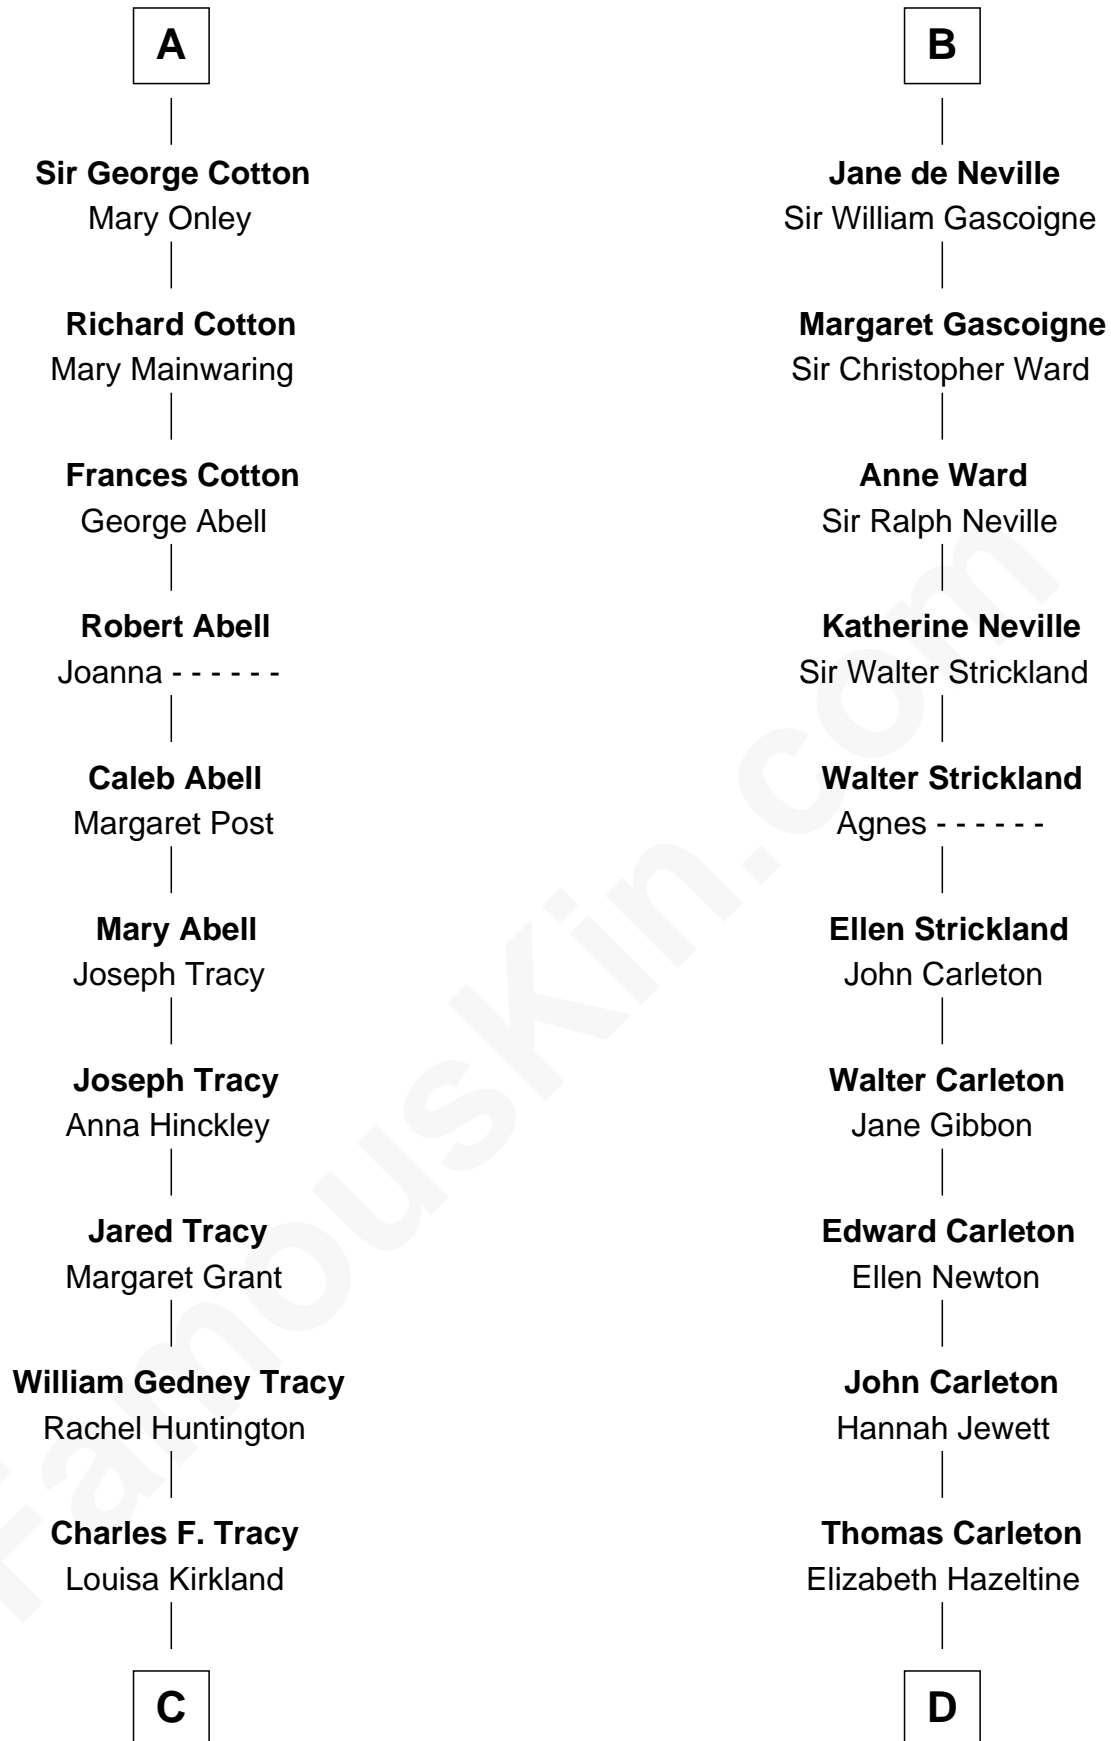 A
Sir George Cotton
Mary Onley
Richard Cotton
Mary Mainwaring
Frances Cotton
George Abell
Robert Abell
Joanna - - - - - -
Caleb Abell
Margaret Post
Mary Abell
Joseph Tracy
Joseph Tracy
Anna Hinckley
Jared Tracy
Margaret Grant
William Gedney Tracy
Rachel Huntington
Charles F. Tracy
Louisa Kirkland
C
B
Jane de Neville
Sir William Gascoigne
Margaret Gascoigne
Sir Christopher Ward
Anne Ward
Sir Ralph Neville
Katherine Neville
Sir Walter Strickland
Walter Strickland
Agnes - - - - - -
Ellen Strickland
John Carleton
Walter Carleton
Jane Gibbon
Edward Carleton
Ellen Newton
John Carleton
Hannah Jewett
Thomas Carleton
Elizabeth Hazeltine
D
FamousKin.com